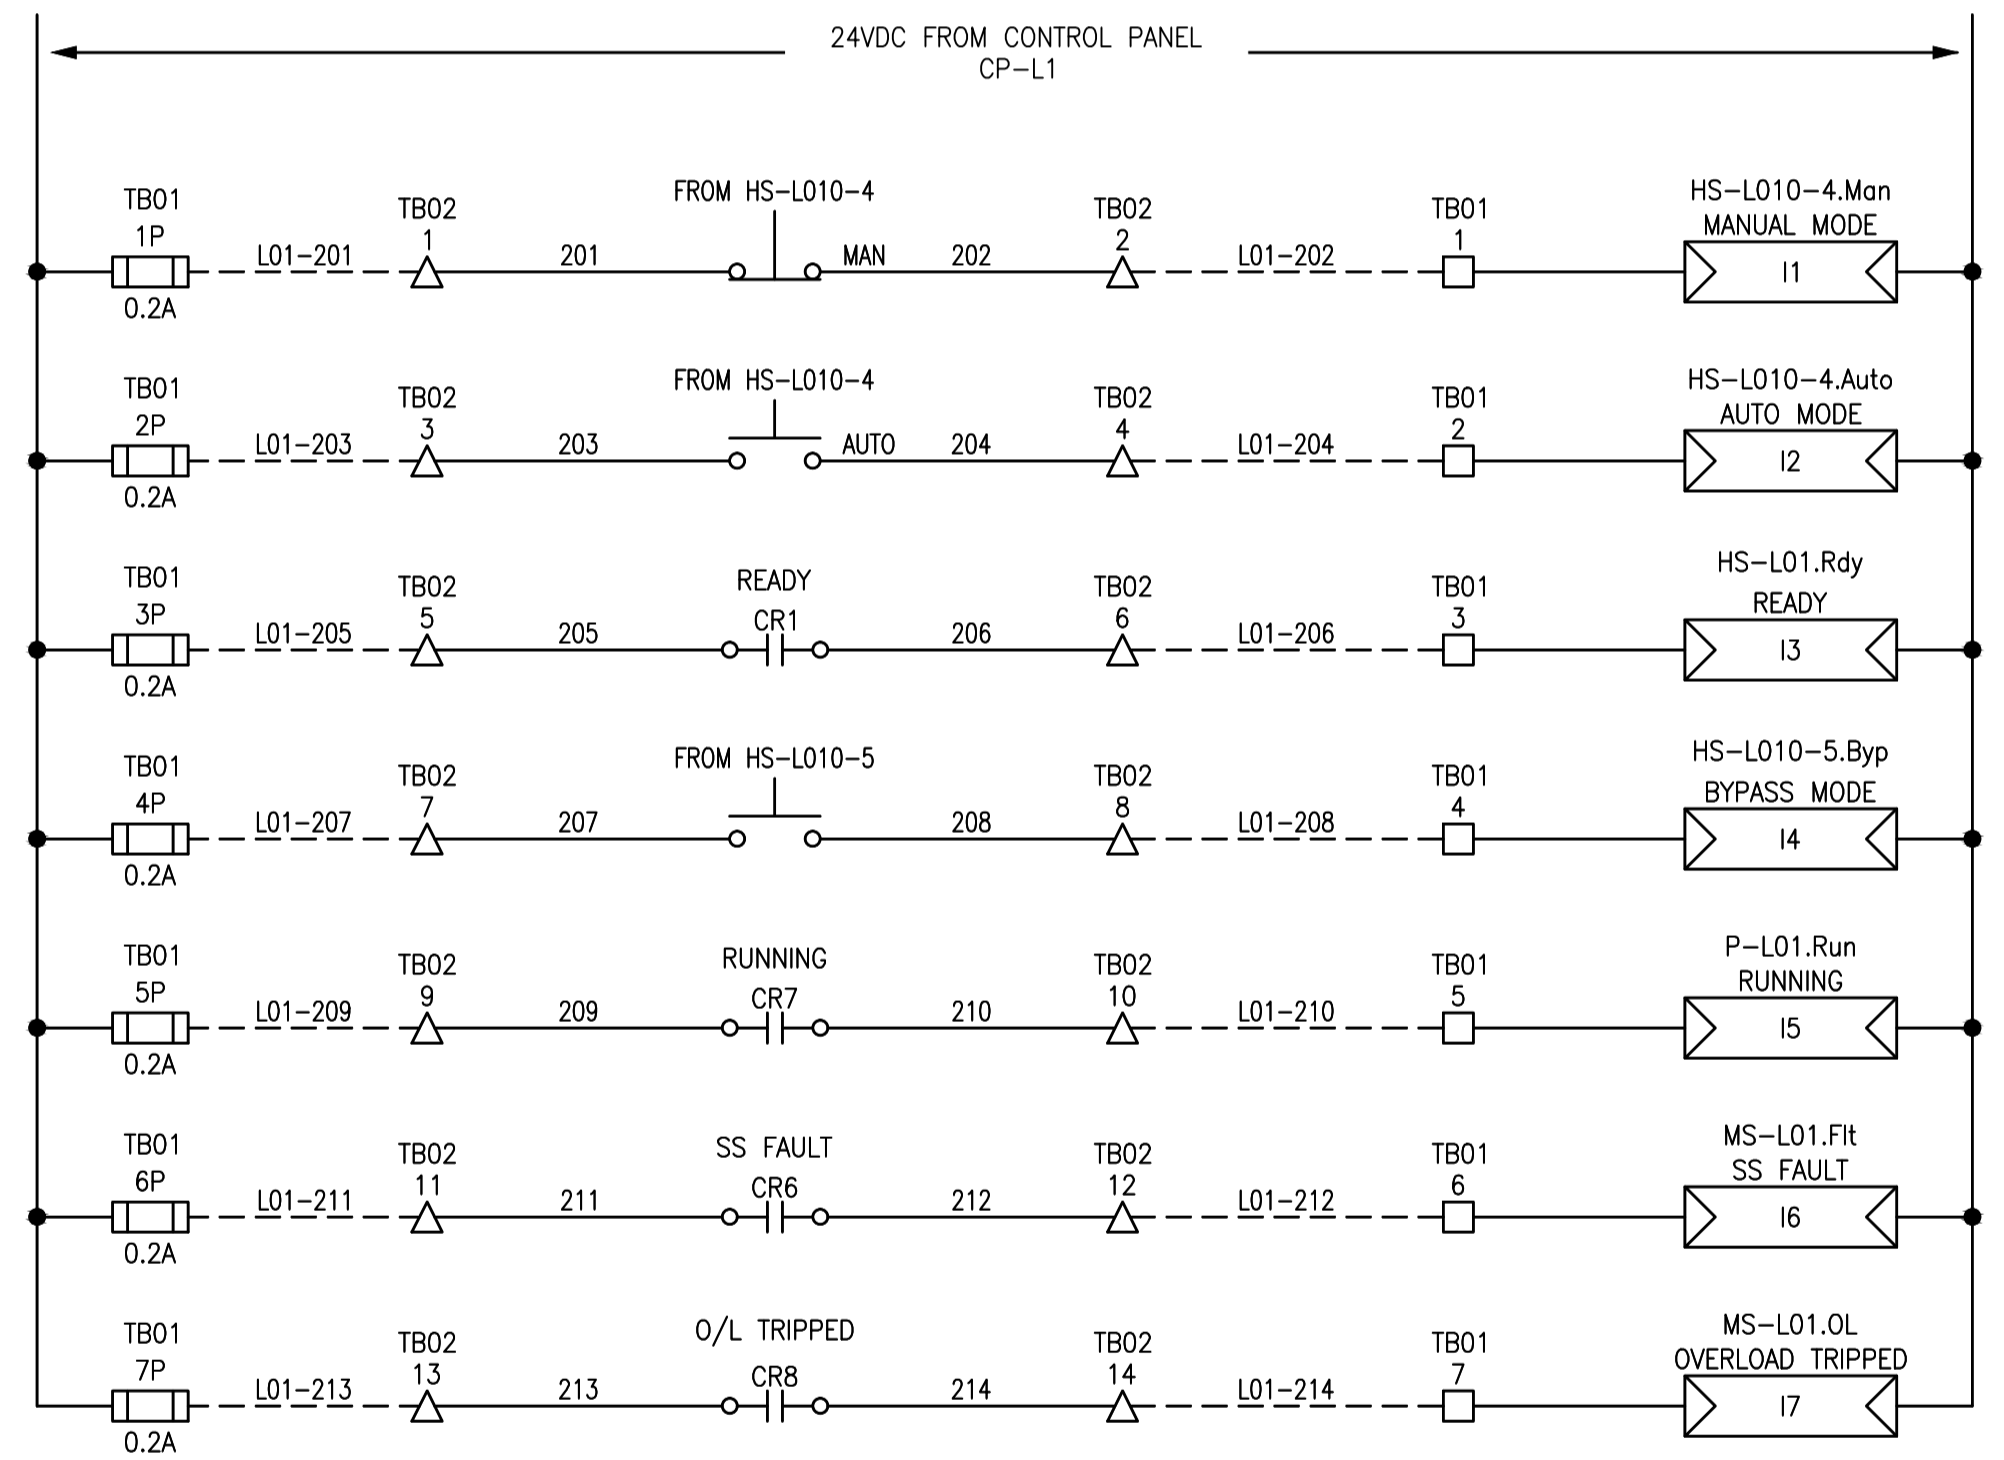 24VDC FROM CONTROL PANEL
CP-L1
TB01
1P
0.2A
L01-201
TB02
1
201
FROM HS-L010-4
MAN
202
TB02
2
L01-202
TB01
1
HS-L010-4.Man
MANUAL MODE
I1
TB01
2P
0.2A
L01-203
TB02
3
203
FROM HS-L010-4
AUTO
204
TB02
4
L01-204
TB01
2
HS-L010-4.Auto
AUTO MODE
I2
TB01
3P
0.2A
L01-205
TB02
5
205
READY
CR1
206
TB02
6
L01-206
TB01
3
HS-L01.Rdy
READY
I3
TB01
4P
0.2A
L01-207
TB02
7
207
FROM HS-L010-5
208
TB02
8
L01-208
TB01
4
HS-L010-5.Byp
BYPASS MODE
I4
TB01
5P
0.2A
L01-209
TB02
9
209
RUNNING
CR7
210
TB02
10
L01-210
TB01
5
P-L01.Run
RUNNING
I5
TB01
6P
0.2A
L01-211
TB02
11
211
SS FAULT
CR6
212
TB02
12
L01-212
TB01
6
MS-L01.Flt
SS FAULT
I6
TB01
7P
0.2A
L01-213
TB02
13
213
O/L TRIPPED
CR8
214
TB02
14
L01-214
TB01
7
MS-L01.OL
OVERLOAD TRIPPED
I7